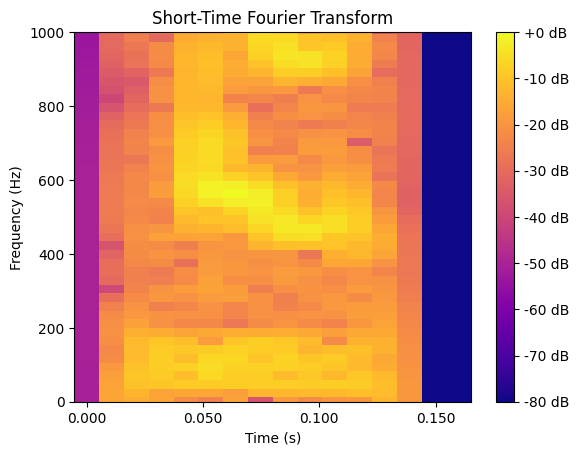 Short-Time Fourier Transform
Frequency (Hz)
1000
800
600
400
200
0
0.000
0.050
0.100
0.150
Time (s)
+0 dB
-10 dB
-20 dB
-30 dB
-40 dB
-50 dB
-60 dB
-70 dB
-80 dB